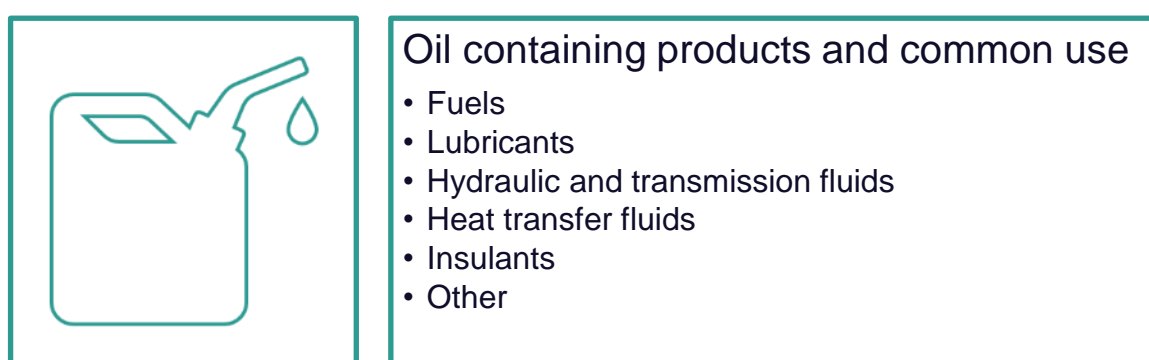 Oil containing products and common use
• Fuels
• Lubricants
• Hydraulic and transmission fluids
• Heat transfer fluids
• Insulants
• Other